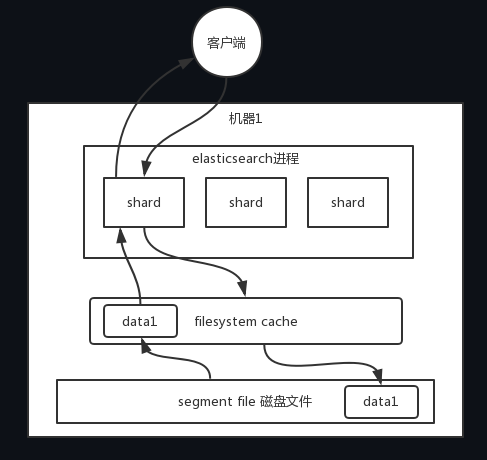 客户端
机器1
elasticsearch进程
shard
shard
shard
data1
filesystem cache
segment file 磁盘文件
data1